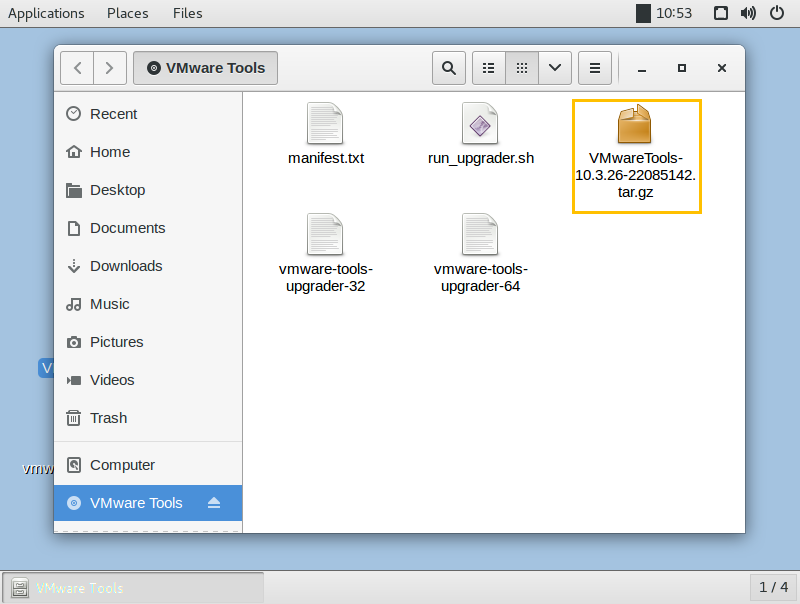 Applications Places Files 10:53
VMware Tools
Recent
Home
Desktop
Documents
Downloads
Music
Pictures
Videos
Trash
Computer
VMware Tools
manifest.txt
run_upgrader.sh
VMwareTools-
10.3.26-22085142.
tar.gz
vmware-tools-
upgrader-32
vmware-tools-
upgrader-64
vmw
VMware Tools
1 / 4